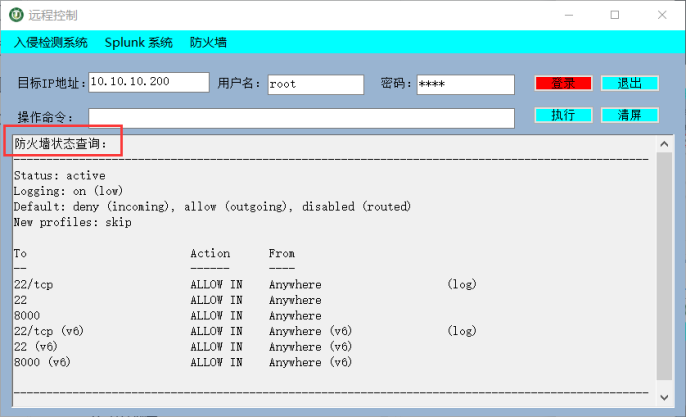 远程控制
入侵检测系统 Splunk 系统 防火墙
目标IP地址: 10.10.10.200 用户名: root 密码: **** 登录 退出
操作命令: 执行 清屏
防火墙状态查询:
Status: active
Logging: on (low)
Default: deny (incoming), allow (outgoing), disabled (routed)
New profiles: skip
To Action From
-- ------ ----
22/tcp ALLOW IN Anywhere (log)
22 ALLOW IN Anywhere
8000 ALLOW IN Anywhere
22/tcp (v6) ALLOW IN Anywhere (v6) (log)
22 (v6) ALLOW IN Anywhere (v6)
8000 (v6) ALLOW IN Anywhere (v6)